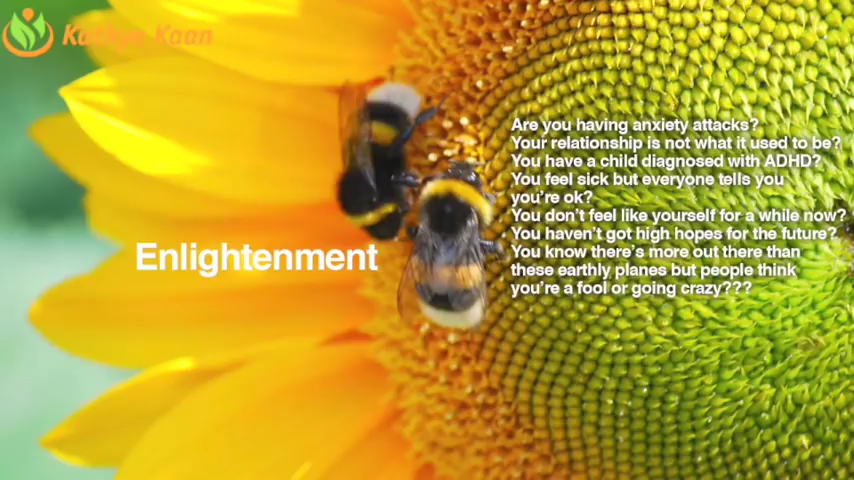 Kathye Kaan
Enlightenment
Are you having anxiety attacks?
Your relationship is not what it used to be?
You have a child diagnosed with ADHD?
You feel sick but everyone tells you
you're ok?
You don't feel like yourself for a while now?
You haven't got high hopes for the future?
You know there's more out there than
these earthly planes but people think
you're a fool or going crazy???